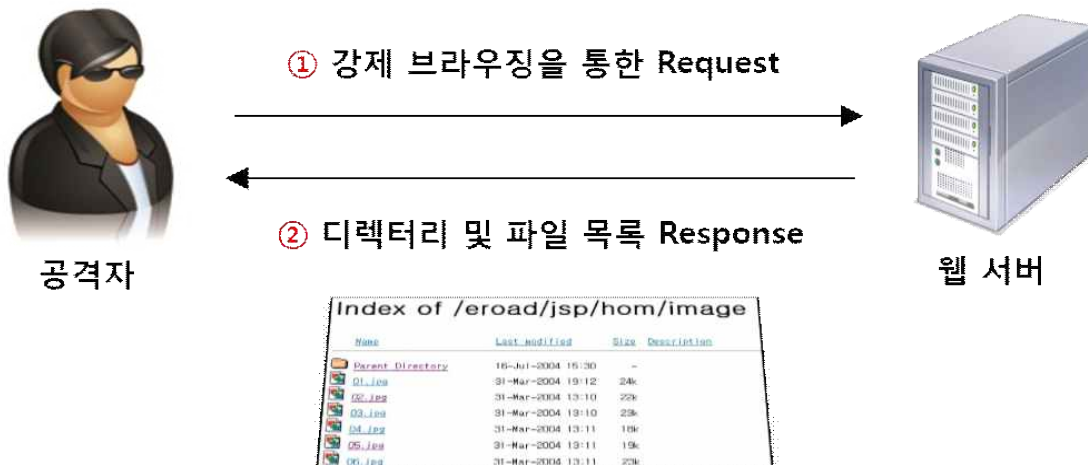 ① 강제 브라우징을 통한 Request
② 디렉터리 및 파일 목록 Response
공격자
웹 서버
Index of /eroad/jsp/hom/image
Name Last modified Size Description
Parent Directory 16-Jul-2004 15:30 -
01.jpg 31-Mar-2004 19:12 24k
02.jpg 31-Mar-2004 13:10 22k
03.jpg 31-Mar-2004 13:10 23k
04.jpg 31-Mar-2004 13:11 18k
05.jpg 31-Mar-2004 13:11 19k
06.jpg 31-Mar-2004 13:11 23k